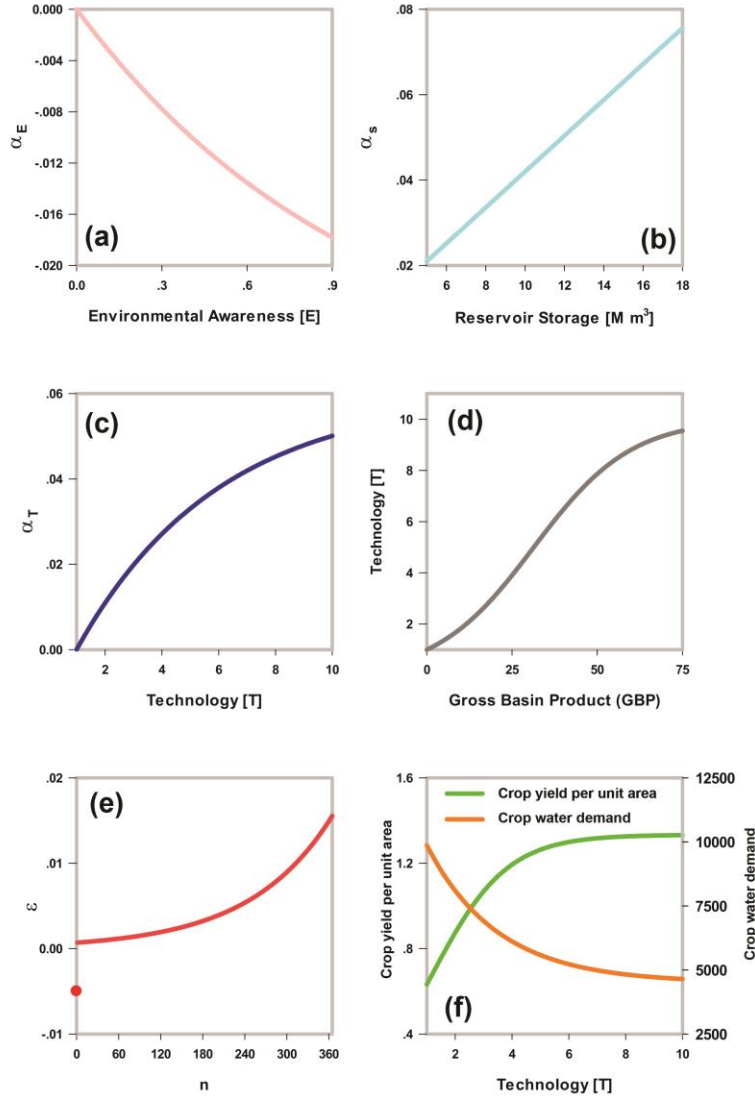 0.000
-.004
-.008
-.012
-.016
-.020
α_E
(a)
0.0 .3 .6 .9
Environmental Awareness [E]
.08
.06
.04
.02
α_s
(b)
6 8 10 12 14 16 18
Reservoir Storage [M m³]
.06
.04
.02
0.00
α_T
(c)
2 4 6 8 10
Technology [T]
10
8
6
4
2
Technology [T]
(d)
0 25 50 75
Gross Basin Product (GBP)
.02
.01
0.00
-.01
ε
(e)
0 60 120 180 240 300 360
n
1.6
1.2
.8
.4
Crop yield per unit area
Crop yield per unit area
Crop water demand
(f)
12500
10000
7500
5000
2500
Crop water demand
2 4 6 8 10
Technology [T]